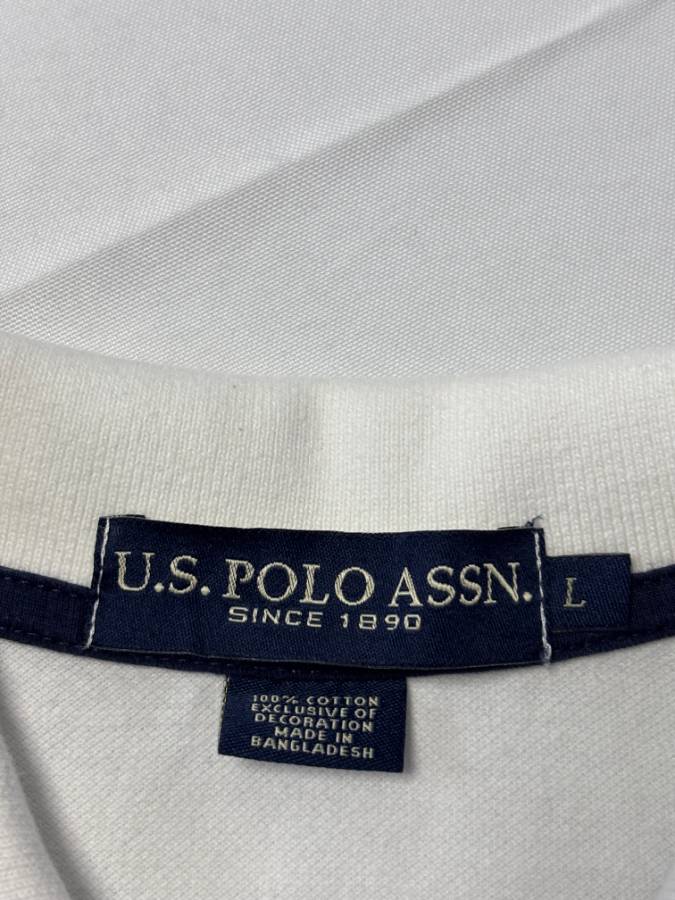 U.S. POLO ASSN.
SINCE 1890
L
100% COTTON
EXCLUSIVE OF
DECORATION
MADE IN
BANGLADESH